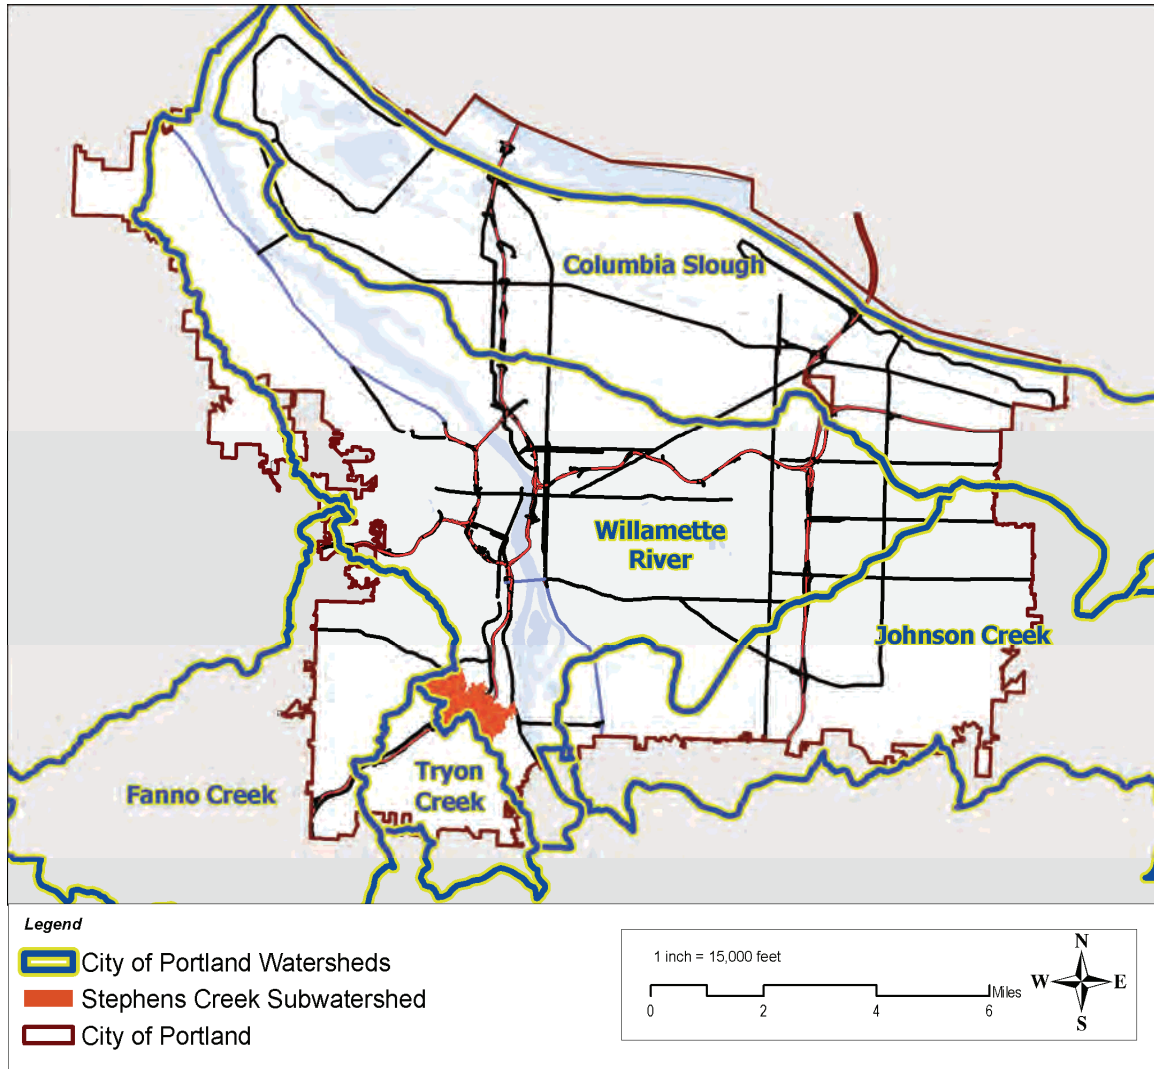 Columbia Slough
Willamette
River
Johnson Creek
Tryon
Creek
Fanno Creek
Legend
City of Portland Watersheds
Stephens Creek Subwatershed
City of Portland
1 inch = 15,000 feet
Miles
0 2 4 6
N
W E
S